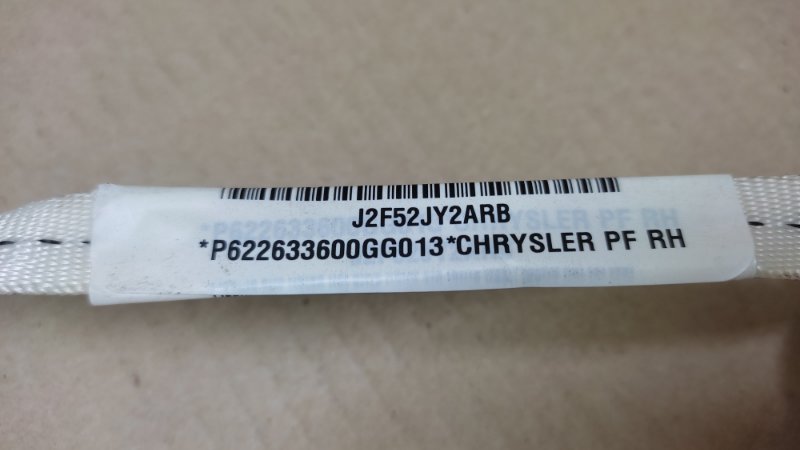 J2F52JY2ARB
*P622633600GG013*CHRYSLER PF RH